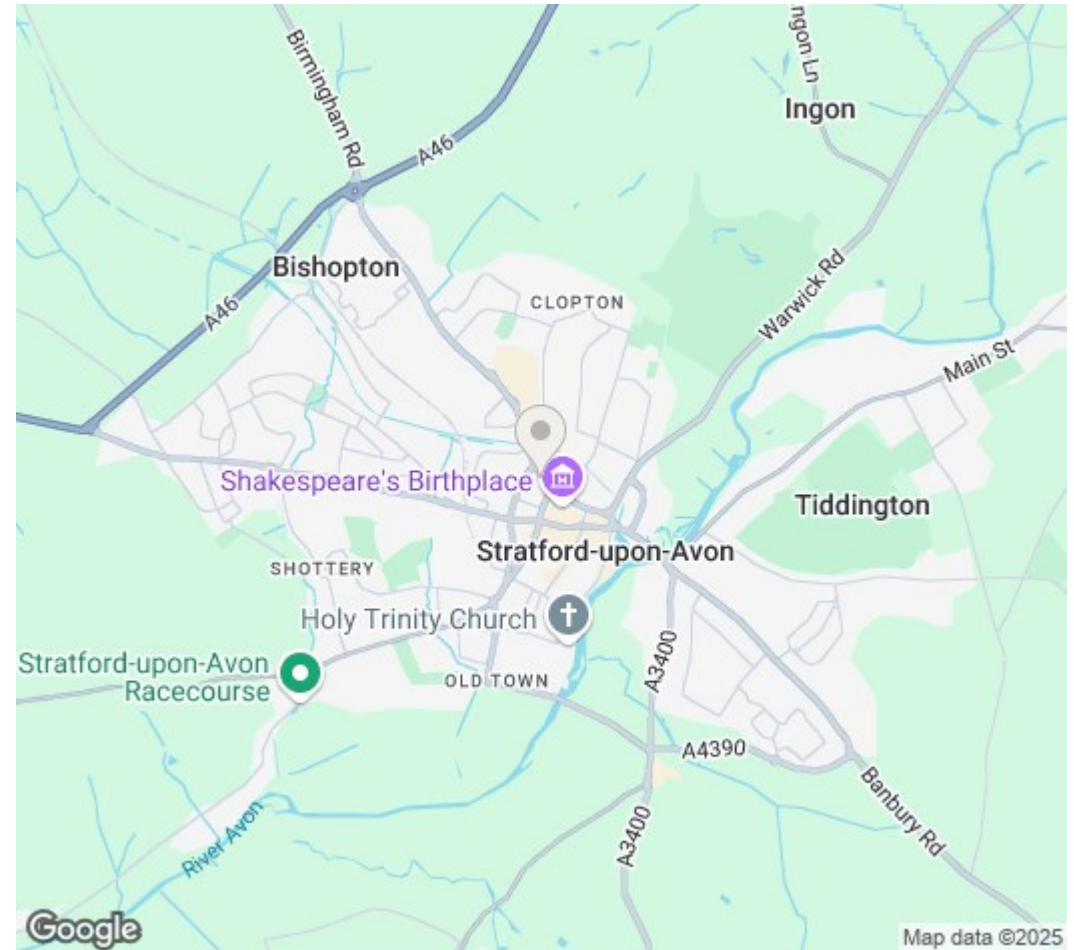 Birmingham Rd
ngon Ln
Ingon
A46
Bishopton
CLOPTON
Warwick Rd
A46
Main St
Shakespeare's Birthplace
Tiddington
Stratford-upon-Avon
SHOTTERY
Holy Trinity Church
Stratford-upon-Avon
Racecourse
A3400
OLD TOWN
A4390
River Avon
Banbury Rd
A3400
Google
Map data ©2025